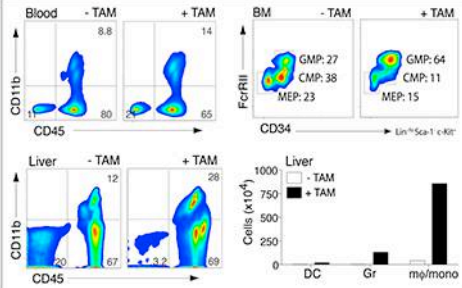 Blood - TAM + TAM
8.8 14
11 80 21 65
CD11b
CD45
BM - TAM + TAM
GMP: 27 GMP: 64
CMP: 38 CMP: 11
MEP: 23 MEP: 15
FcrRII
CD34 Lin⁻/loSca-1⁻c-Kit⁺
Liver - TAM + TAM
12 28
20 67 3.2 69
CD11b
CD45
Liver
- TAM
+ TAM
Cells (x10⁴)
1000
750
500
250
0
DC Gr mϕ/mono